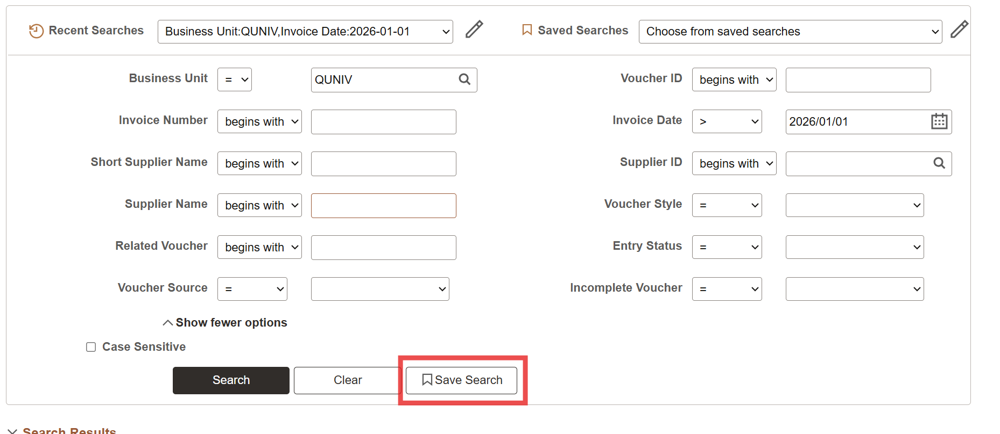 Recent Searches Business Unit:QUNIV,Invoice Date:2026-01-01 Saved Searches Choose from saved searches
Business Unit = QUNIV Voucher ID begins with
Invoice Number begins with Invoice Date > 2026/01/01
Short Supplier Name begins with Supplier ID begins with
Supplier Name begins with Voucher Style =
Related Voucher begins with Entry Status =
Voucher Source = Incomplete Voucher =
Show fewer options
Case Sensitive
Search Clear Save Search
Search Results